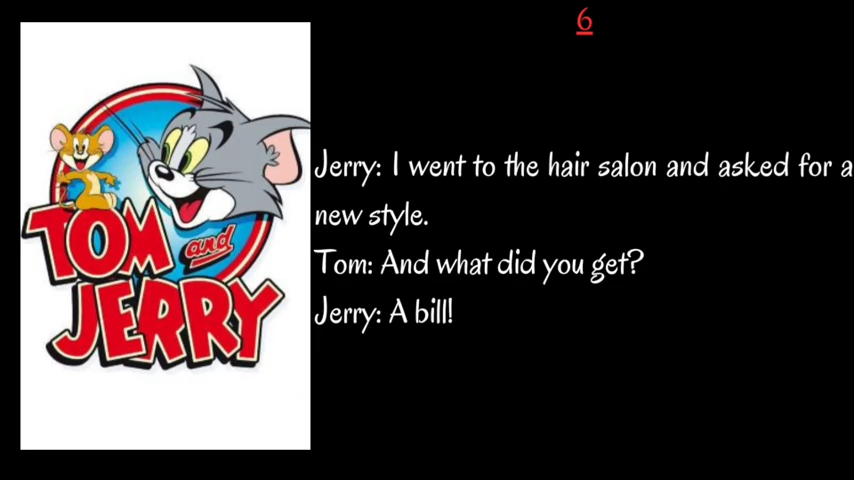 6
TOM and
JERRY
Jerry: I went to the hair salon and asked for a
new style.
Tom: And what did you get?
Jerry: A bill!